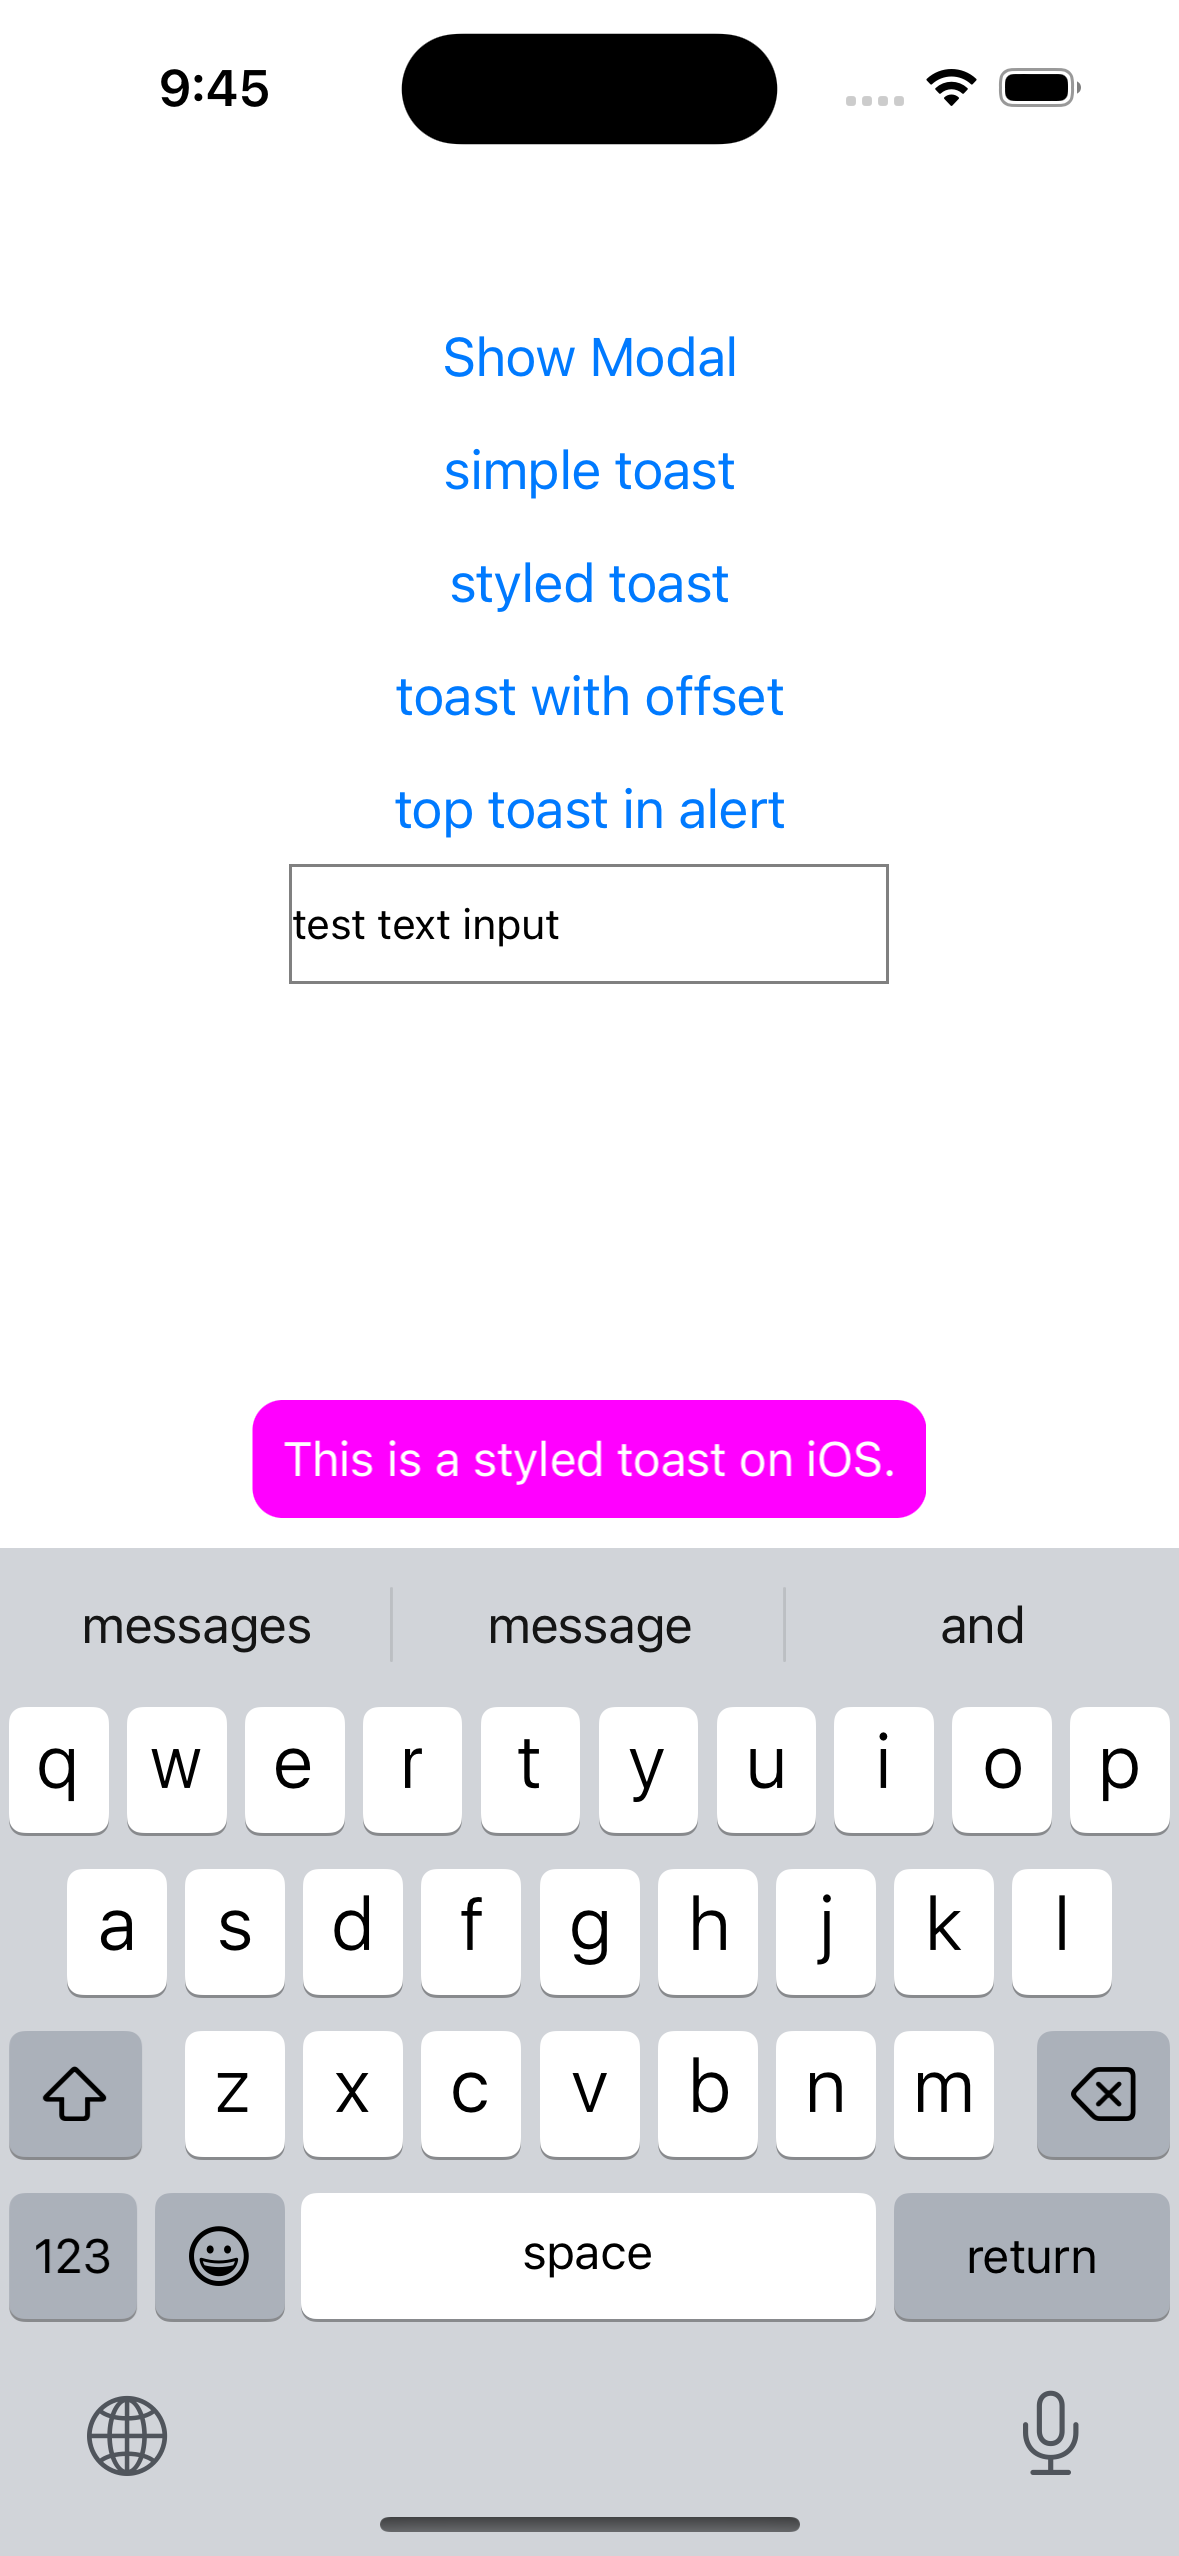 9:45
Show Modal
simple toast
styled toast
toast with offset
top toast in alert
test text input
This is a styled toast on iOS.
messages message and
q w e r t y u i o p
a s d f g h j k l
z x c v b n m
123 space return